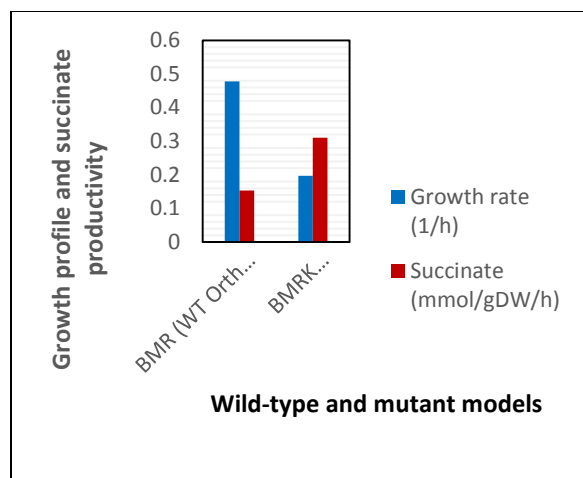 Growth profile and succinate
productivity
0.6
0.5
0.4
0.3
0.2
0.1
0
BMR (WT Orth...
BMRK...
Growth rate
(1/h)
Succinate
(mmol/gDW/h)
Wild-type and mutant models